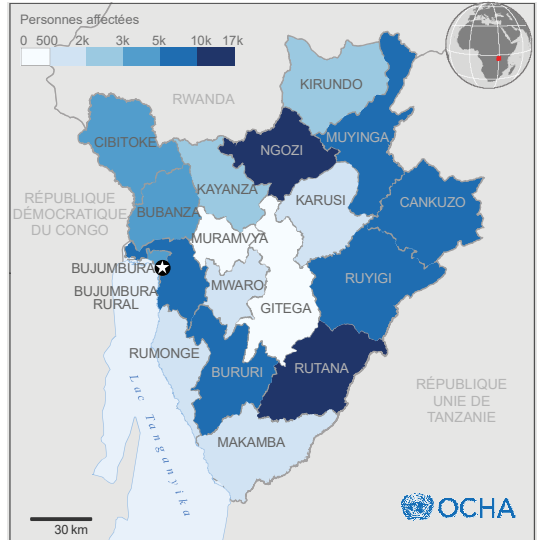 Personnes affectées
0 500 2k 3k 5k 10k 17k
RWANDA
KIRUNDO
CIBITOKE
NGOZI
MUYINGA
KAYANZA
RÉPUBLIQUE
DÉMOCRATIQUE
DU CONGO
BUBANZA
KARUSI
CANKUZO
MURAMVYA
BUJUMBURA
BUJUMBURA
RURAL
MWARO
RUYIGI
GITEGA
RUMONGE
BURURI
RUTANA
RÉPUBLIQUE
UNIE DE
TANZANIE
Lac Tanganyika
MAKAMBA
30 km
OCHA